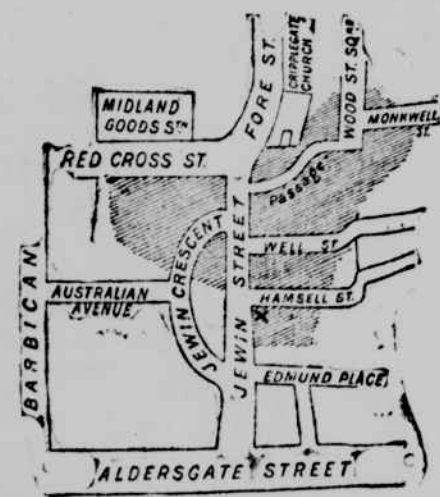 FORE ST.
CRIPPLEGATE
CHURCH
WOOD ST. SQRE
MIDLAND
GOODS STN
MONKWELL
ST.
RED CROSS ST.
Passage
JEWIN CRESCENT
JEWIN STREET
WELL ST.
BARBICAN
AUSTRALIAN
AVENUE
HAMSELL ST.
X
EDMUND PLACE
ALDERSGATE STREET